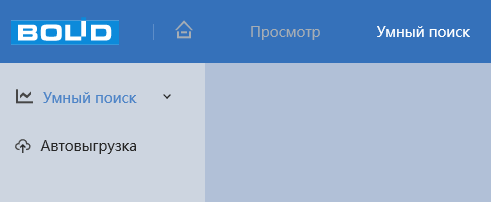 BOLID
Просмотр
Умный поиск
Умный поиск
Автовыгрузка